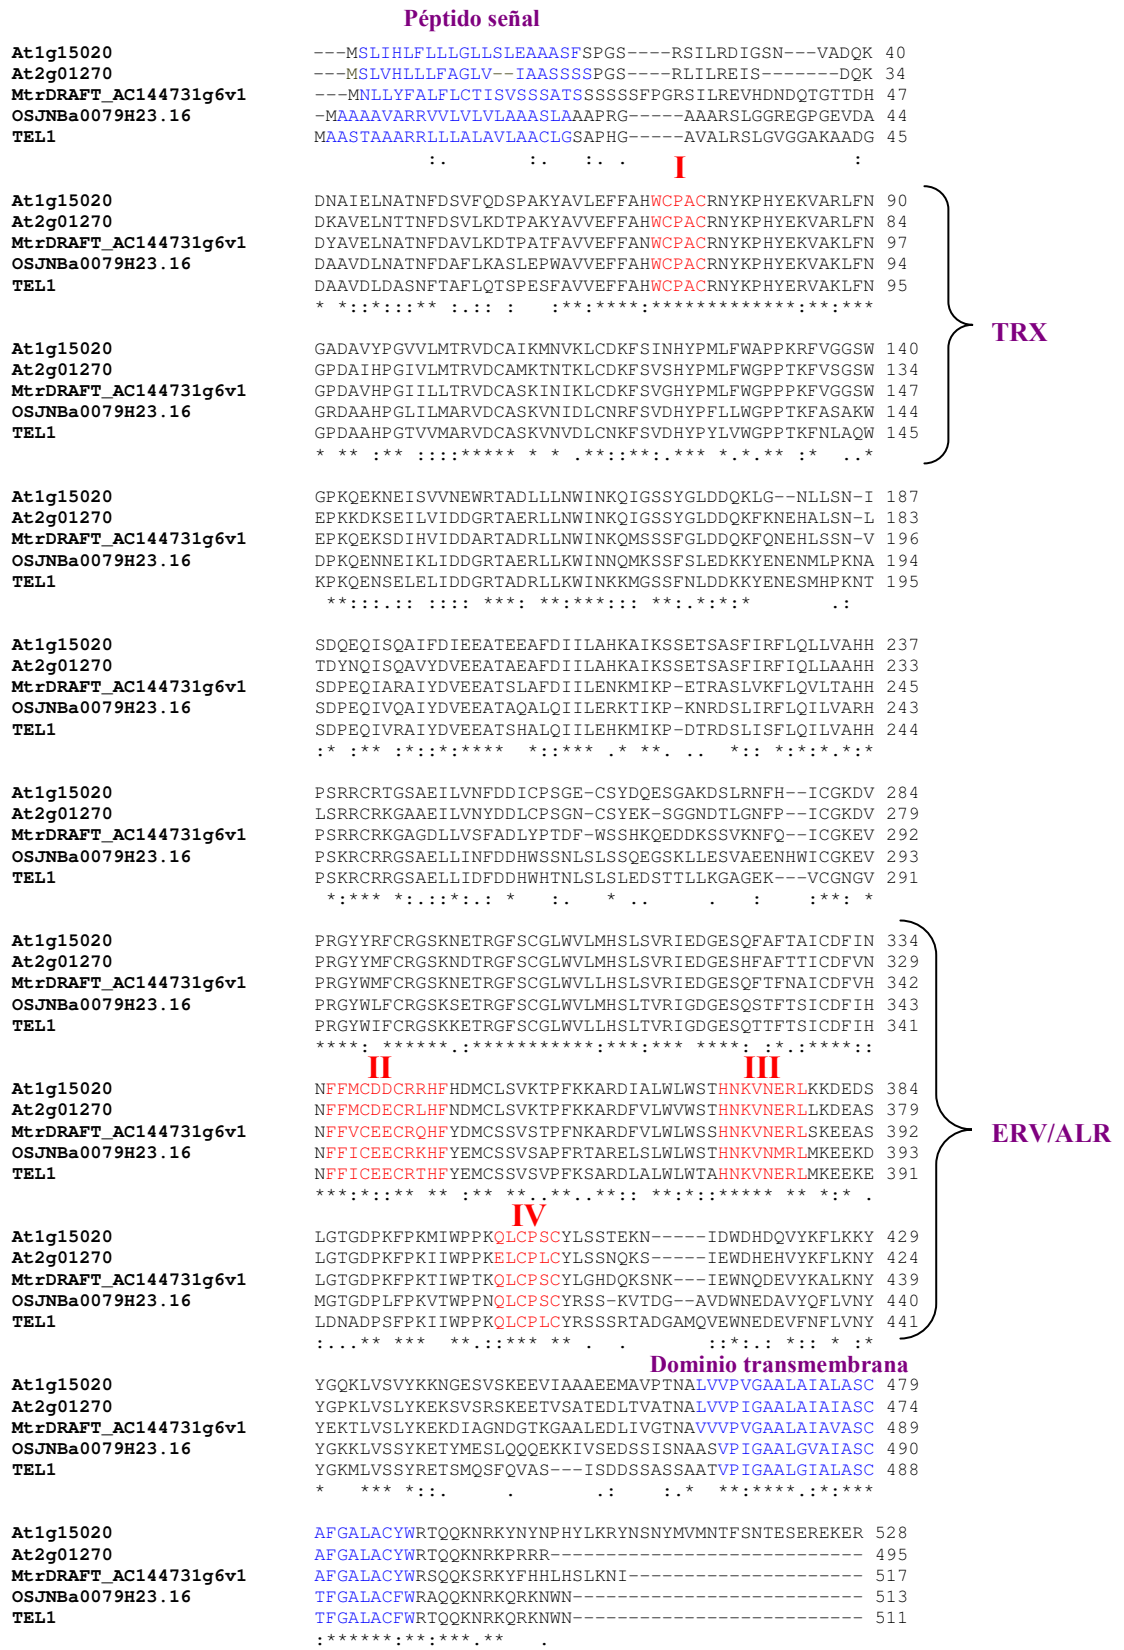 Péptido señal
At1g15020 ---MSLIHLFLLLGLLSLEAAASFSPGS----RSILRDIGSN---VADQK 40
At2g01270 ---MSLVHLLLFAGLV--IAASSSSPGS----RLILREIS-------DQK 34
MtrDRAFT_AC144731g6v1 ---MNLLYFALFLCTISVSSSATSSSSSSFPGRSILREVHDNDQTGTTDH 47
OSJNBa0079H23.16 -MAAAAVARRVVLVLVLAAASLAAAPRG-----AAARSLGGREGPGEVDA 44
TEL1 MAASTAAARRLLLALAVLAACLGSAPHG-----AVALRSLGVGGAKAADG 45
:. :. :. . :
I
At1g15020 DNAIELNATNFDSVFQDSPAKYAVLEFFAHWCPACRNYKPHYEKVARLFN 90
At2g01270 DKAVELNTTNFDSVLKDTPAKYAVVEFFAHWCPACRNYKPHYEKVARLFN 84
MtrDRAFT_AC144731g6v1 DYAVELNATNFDAVLKDTPATFAVVEFFANWCPACRNYKPHYEKVAKLFN 97
OSJNBa0079H23.16 DAAVDLNATNFDAFLKASLEPWAVVEFFAHWCPACRNYKPHYEKVAKLFN 94
TEL1 DAAVDLDASNFTAFLQTSPESFAVVEFFAHWCPACRNYKPHYERVAKLFN 95
* *::*:::** :.:: : :**:****:*************:**:***
TRX
At1g15020 GADAVYPGVVLMTRVDCAIKMNVKLCDKFSINHYPMLFWAPPKRFVGGSW 140
At2g01270 GPDAIHPGIVLMTRVDCAMKTNTKLCDKFSVSHYPMLFWGPPTKFVSGSW 134
MtrDRAFT_AC144731g6v1 GPDAVHPGIILLTRVDCASKININLCDKFSVGHYPMLFWGPPPKFVGGSW 147
OSJNBa0079H23.16 GRDAAHPGLILMARVDCASKVNIDLCNRFSVDHYPFLLWGPPTKFASAKW 144
TEL1 GPDAAHPGTVVMARVDCASKVNVDLCNKFSVDHYPYLVWGPPTKFNLAQW 145
* ** :** ::::***** * * .**::**:.*** *.*.** :* ..*
At1g15020 GPKQEKNEISVVNEWRTADLLLNWINKQIGSSYGLDDQKLG--NLLSN-I 187
At2g01270 EPKKDKSEILVIDDGRTAERLLNWINKQIGSSYGLDDQKFKNEHALSN-L 183
MtrDRAFT_AC144731g6v1 EPKQEKSDIHVIDDARTADRLLNWINKQMSSSFGLDDQKFQNEHLSSN-V 196
OSJNBa0079H23.16 DPKQENNEIKLIDDGRTAERLLKWINNQMKSSFSLEDKKYENENMLPKNA 194
TEL1 KPKQENSELELIDDGRTADRLLKWINKKMGSSFNLDDKKYENESMHPKNT 195
**:::.:: :::: ***: **:***::: **:.*:*:* .:
At1g15020 SDQEQISQAIFDIEEATEEAFDIILAHKAIKSSETSASFIRFLQLLVAHH 237
At2g01270 TDYNQISQAVYDVEEATAEAFDIILAHKAIKSSETSASFIRFIQLLAAHH 233
MtrDRAFT_AC144731g6v1 SDPEQIARAIYDVEEATSLAFDIILENKMIKP-ETRASLVKFLQVLTAHH 245
OSJNBa0079H23.16 SDPEQIVQAIYDVEEATAQALQIILERKTIKP-KNRDSLIRFLQILVARH 243
TEL1 SDPEQIVRAIYDVEEATSHALQIILEHKMIKP-DTRDSLISFLQILVAHH 244
:* :** :*::*:**** *::*** .* **. .. *:: *:*:*.*:*
At1g15020 PSRRCRTGSAEILVNFDDICPSGE-CSYDQESGAKDSLRNFH--ICGKDV 284
At2g01270 LSRRCRKGAAEILVNYDDLCPSGN-CSYEK-SGGNDTLGNFP--ICGKDV 279
MtrDRAFT_AC144731g6v1 PSRRCRKGAGDLLVSFADLYPTDF-WSSHKQEDDKSSVKNFQ--ICGKEV 292
OSJNBa0079H23.16 PSKRCRRGSAELLINFDDHWSSNLSLSSQEGSKLLESVAEENHWICGKEV 293
TEL1 PSKRCRRGSAELLIDFDDHWHTNLSLSLEDSTTLLKGAGEK---VCGNGV 291
*:*** *:.::*:.: * :. * .. . : :**: *
At1g15020 PRGYYRFCRGSKNETRGFSCGLWVLMHSLSVRIEDGESQFAFTAICDFIN 334
At2g01270 PRGYYMFCRGSKNDTRGFSCGLWVLMHSLSVRIEDGESHFAFTTICDFVN 329
MtrDRAFT_AC144731g6v1 PRGYWMFCRGSKNETRGFSCGLWVLLHSLSVRIEDGESQFTFNAICDFVH 342
OSJNBa0079H23.16 PRGYWLFCRGSKSETRGFSCGLWVLMHSLTVRIGDGESQSTFTSICDFIH 343
TEL1 PRGYWIFCRGSKKETRGFSCGLWVLLHSLTVRIGDGESQTTFTSICDFIH 341
****: ******.:***********:***:*** ****: :*.:****::
II III
At1g15020 NFFMCDDCRRHFHDMCLSVKTPFKKARDIALWLWSTHNKVNERLKKDEDS 384
At2g01270 NFFMCDECRLHFNDMCLSVKTPFKKARDFVLWVWSTHNKVNERLLKDEAS 379
MtrDRAFT_AC144731g6v1 NFFVCEECRQHFYDMCSSVSTPFNKARDFVLWLWSSHNKVNERLSKEEAS 392
OSJNBa0079H23.16 NFFICEECRKHFYEMCSSVSAPFRTARELSLWLWSTHNKVNMRLMKEEKD 393
TEL1 NFFICEECRTHFYEMCSSVSVPFKSARDLALWLWTAHNKVNERLMKEEKE 391
***:*::** ** :** **..**..**:: **:*::***** ** *:* .
ERV/ALR
IV
At1g15020 LGTGDPKFPKMIWPPKQLCPSCYLSSTEKN-----IDWDHDQVYKFLKKY 429
At2g01270 LGTGDPKFPKIIWPPKELCPLCYLSSNQKS-----IEWDHEHVYKFLKNY 424
MtrDRAFT_AC144731g6v1 LGTGDPKFPKTIWPTKQLCPSCYLGHDQKSNK---IEWNQDEVYKALKNY 439
OSJNBa0079H23.16 MGTGDPLFPKVTWPPNQLCPSCYRSS-KVTDG--AVDWNEDAVYQFLVNY 440
TEL1 LDNADPSFPKIIWPPKQLCPLCYRSSSRTADGAMQVEWNEDEVFNFLVNY 441
:...** *** **.::*** ** . . ::*:.: *: * :*
Dominio transmembrana
At1g15020 YGQKLVSVYKKNGESVSKEEVIAAAEEMAVPTNALVVPVGAALAIALASC 479
At2g01270 YGPKLVSLYKEKSVSRSKEETVSATEDLTVATNALVVPIGAALAIAIASC 474
MtrDRAFT_AC144731g6v1 YEKTLVSLYKEKDIAGNDGTKGAALEDLIVGTNAVVVPVGAALAIAVASC 489
OSJNBa0079H23.16 YGKKLVSSYKETYMESLQQQEKKIVSEDSSISNAASVPIGAALGVAIASC 490
TEL1 YGKMLVSSYRETSMQSFQVAS---ISDDSSASSAATVPIGAALGIALASC 488
* *** *::. . .: :.* **:****.:*:***
At1g15020 AFGALACYWRTQQKNRKYNYNPHYLKRYNSNYMVMNTFSNTESEREKER 528
At2g01270 AFGALACYWRTQQKNRKPRRR---------------------------- 495
MtrDRAFT_AC144731g6v1 AFGALACYWRSQQKSRKYFHHLHSLKNI--------------------- 517
OSJNBa0079H23.16 TFGALACFWRAQQKNRKQRKNWN-------------------------- 513
TEL1 TFGALACFWRTQQKNRKQRKNWN-------------------------- 511
:******:**:***.** .